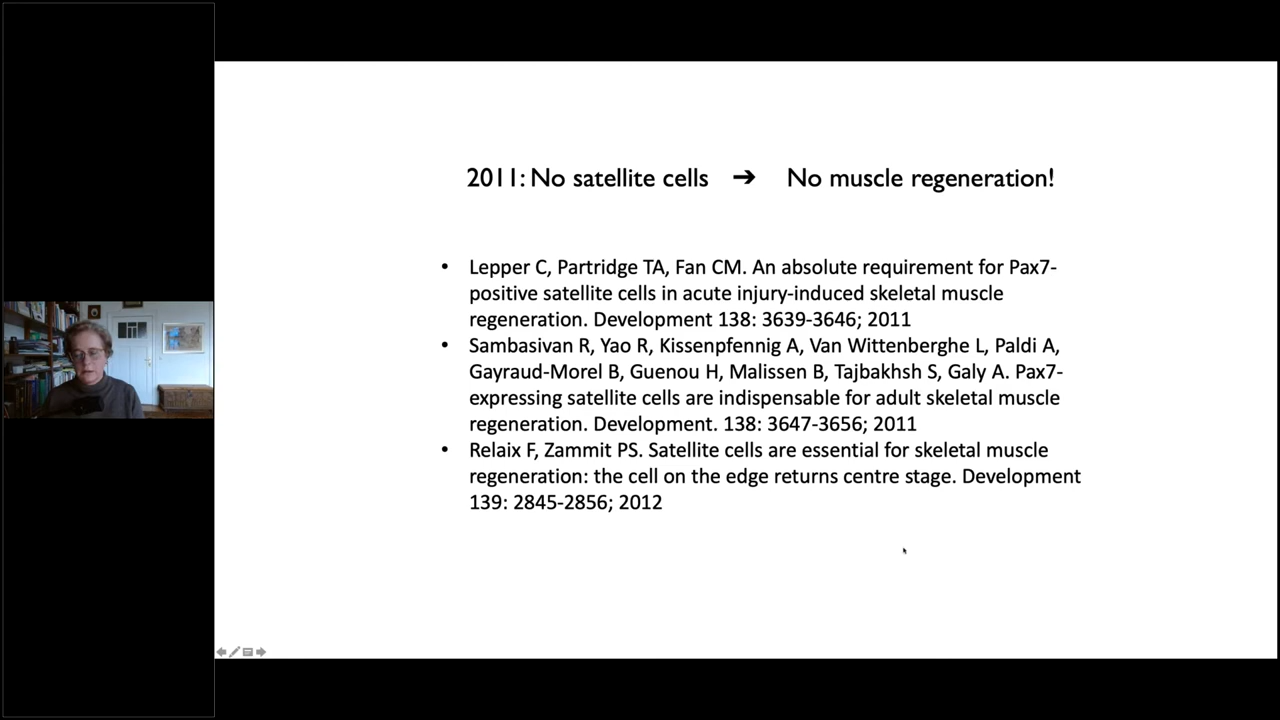 2011: No satellite cells ➔ No muscle regeneration!
• Lepper C, Partridge TA, Fan CM. An absolute requirement for Pax7-
positive satellite cells in acute injury-induced skeletal muscle
regeneration. Development 138: 3639-3646; 2011
• Sambasivan R, Yao R, Kissenpfennig A, Van Wittenberghe L, Paldi A,
Gayraud-Morel B, Guenou H, Malissen B, Tajbakhsh S, Galy A. Pax7-
expressing satellite cells are indispensable for adult skeletal muscle
regeneration. Development. 138: 3647-3656; 2011
• Relaix F, Zammit PS. Satellite cells are essential for skeletal muscle
regeneration: the cell on the edge returns centre stage. Development
139: 2845-2856; 2012